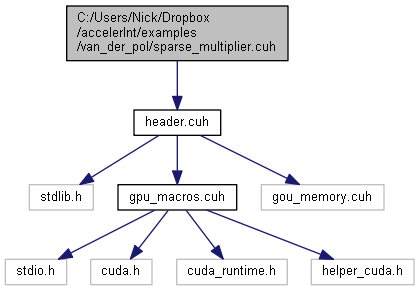 C:/Users/Nick/Dropbox
/accelerInt/examples
/van_der_pol/sparse_multiplier.cuh
header.cuh
stdlib.h
gpu_macros.cuh
gou_memory.cuh
stdio.h
cuda.h
cuda_runtime.h
helper_cuda.h